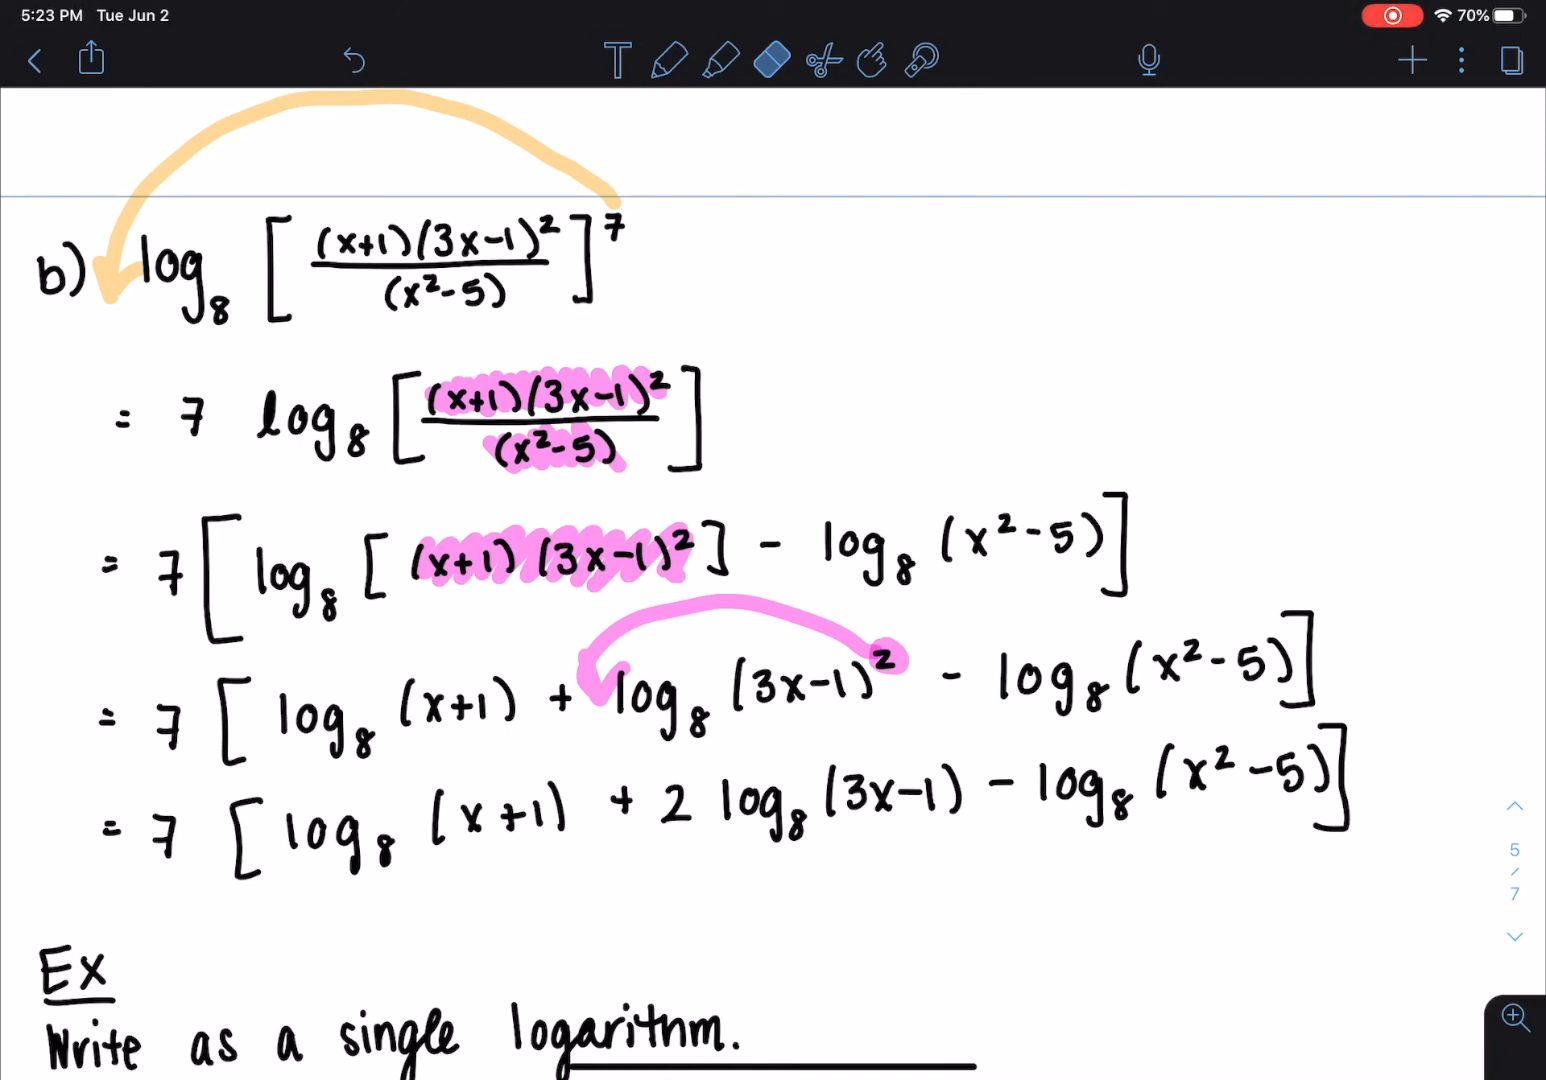 5:23 PM Tue Jun 2
70%
b) log₈ [(x+1)(3x-1)² / (x²-5)]⁷
= 7 log₈ [(x+1)(3x-1)² / (x²-5)]
= 7 [log₈ [(x+1) (3x-1)²] - log₈ (x²-5)]
= 7 [log₈ (x+1) + log₈ (3x-1)² - log₈ (x²-5)]
= 7 [log₈ (x+1) + 2 log₈ (3x-1) - log₈ (x²-5)]
5
/
7
Ex
Write as a single logarithm.